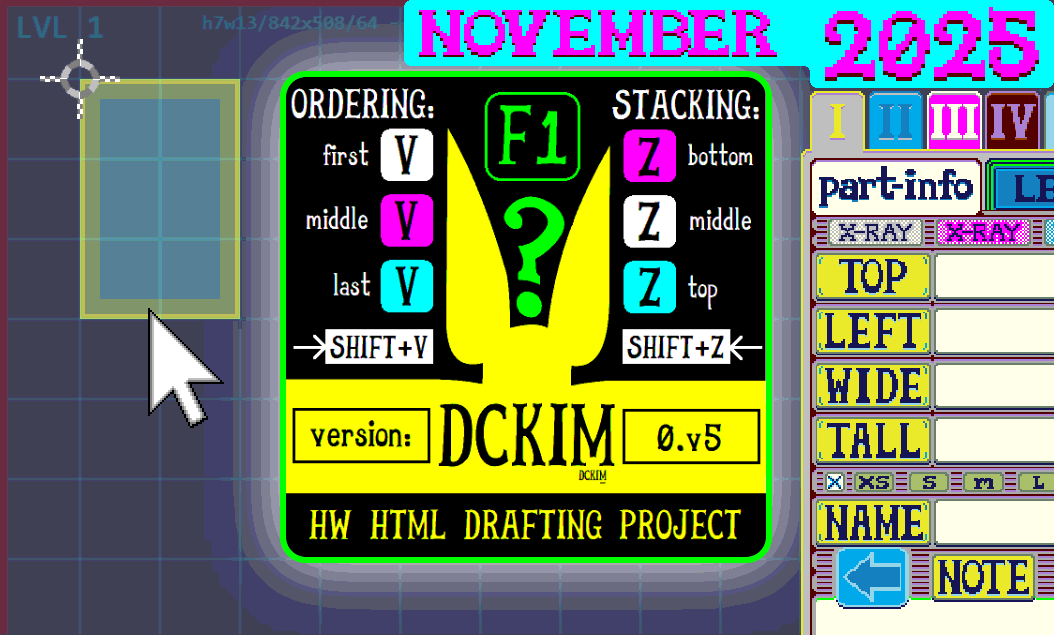 LVL 1
h7w13/842x508/64 -
NOVEMBER 2025
ORDERING:
first V
middle V
last V
SHIFT+V
F1
?
STACKING:
Z bottom
Z middle
Z top
SHIFT+Z
version:
DCKIM
DCKIM
0.v5
HW HTML DRAFTING PROJECT
I II III IV
part-info LE
X-RAY X-RAY
TOP
LEFT
WIDE
TALL
X XS S m L
NAME
NOTE